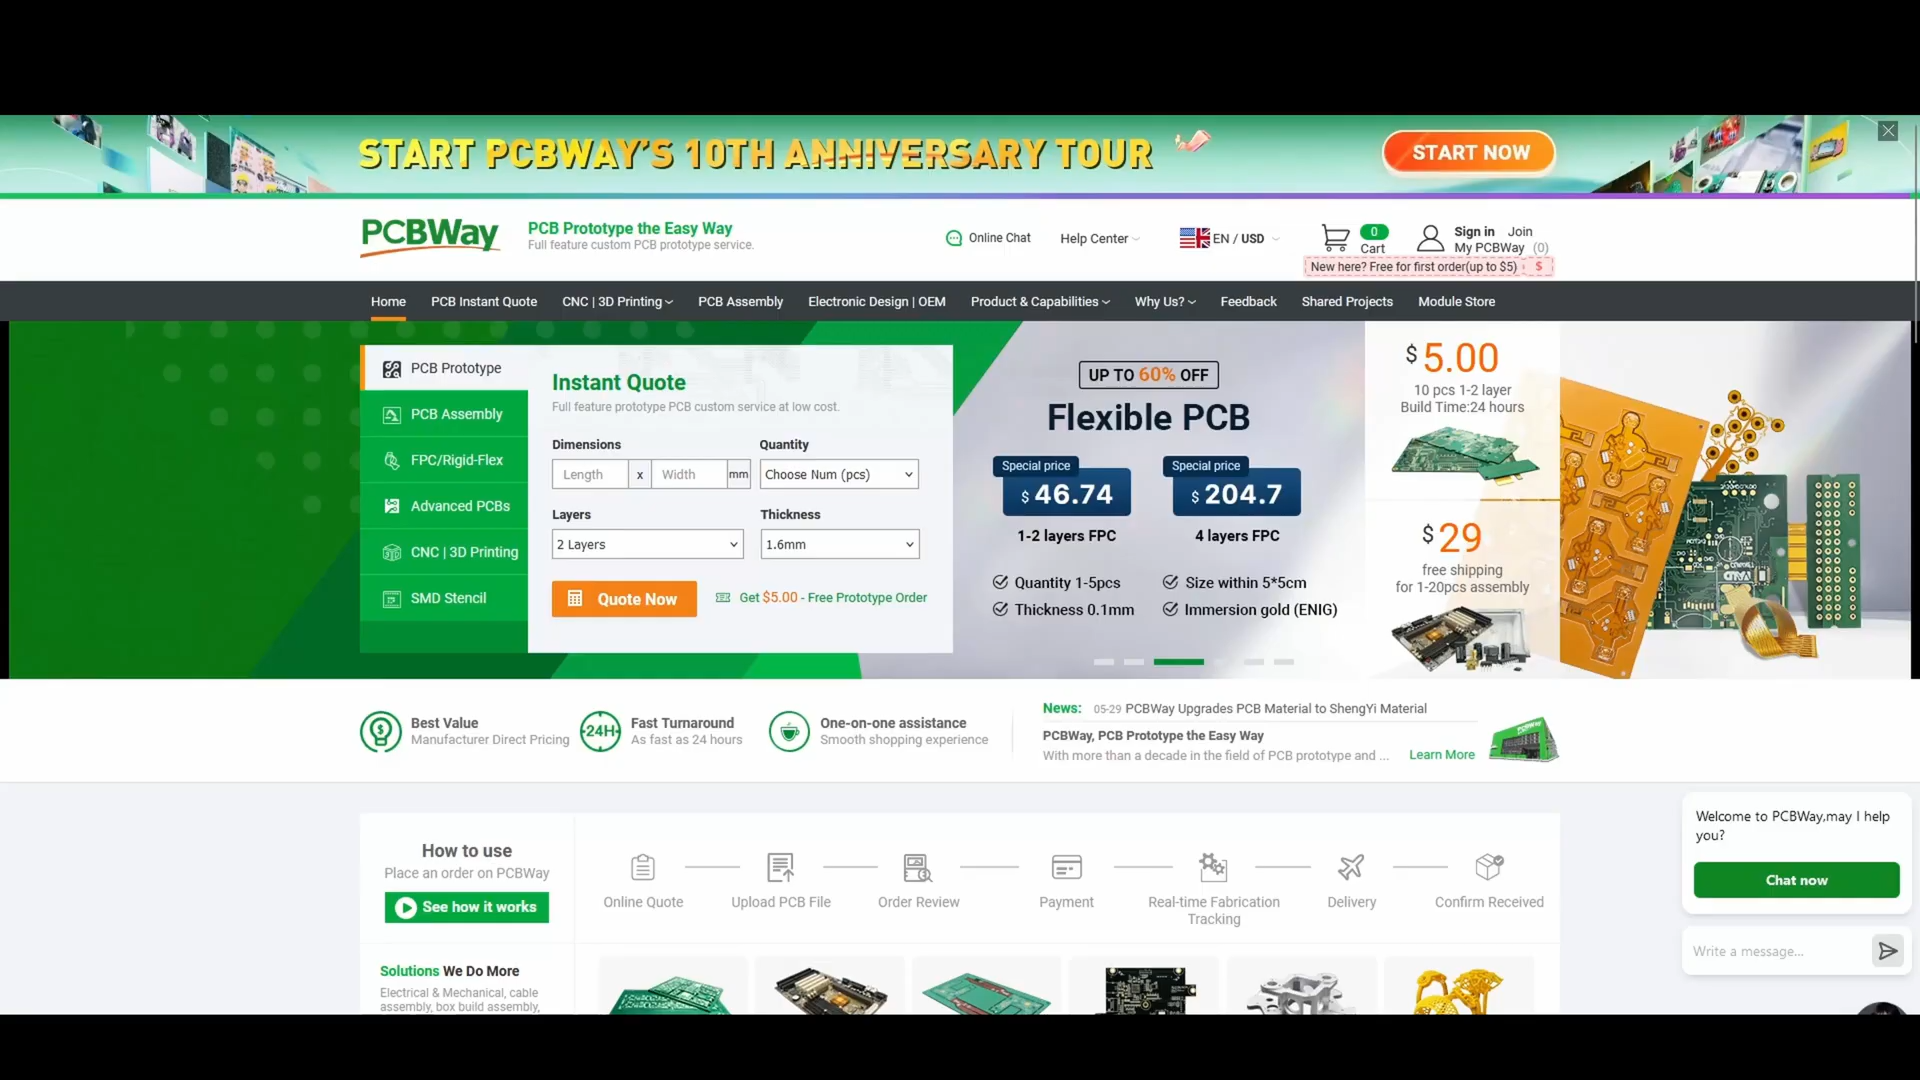 START PCBWAY'S 10TH ANNIVERSARY TOUR
START NOW
PCBWay
PCB Prototype the Easy Way
Full feature custom PCB prototype service.
Online Chat
Help Center
EN / USD
0
Cart
Sign in Join
My PCBWay (0)
New here? Free for first order(up to $5) $
Home PCB Instant Quote CNC | 3D Printing PCB Assembly Electronic Design | OEM Product & Capabilities Why Us? Feedback Shared Projects Module Store
PCB Prototype
PCB Assembly
FPC/Rigid-Flex
Advanced PCBs
CNC | 3D Printing
SMD Stencil
Instant Quote
Full feature prototype PCB custom service at low cost.
Dimensions Quantity
Length x Width mm Choose Num (pcs)
Layers Thickness
2 Layers 1.6mm
Quote Now Get $5.00 - Free Prototype Order
UP TO 60% OFF
Flexible PCB
Special price Special price
$ 46.74 $ 204.7
1-2 layers FPC 4 layers FPC
Quantity 1-5pcs Size within 5*5cm
Thickness 0.1mm Immersion gold (ENIG)
$ 5.00
10 pcs 1-2 layer
Build Time:24 hours
$ 29
free shipping
for 1-20pcs assembly
Best Value
Manufacturer Direct Pricing
24H
Fast Turnaround
As fast as 24 hours
One-on-one assistance
Smooth shopping experience
News: 05-29 PCBWay Upgrades PCB Material to ShengYi Material
PCBWay, PCB Prototype the Easy Way
With more than a decade in the field of PCB prototype and ... Learn More
How to use
Place an order on PCBWay
See how it works
Online Quote
Upload PCB File
Order Review
Payment
Real-time Fabrication
Tracking
Delivery
Confirm Received
Solutions We Do More
Electrical & Mechanical, cable
assembly, box build assembly,
Welcome to PCBWay,may I help
you?
Chat now
Write a message...